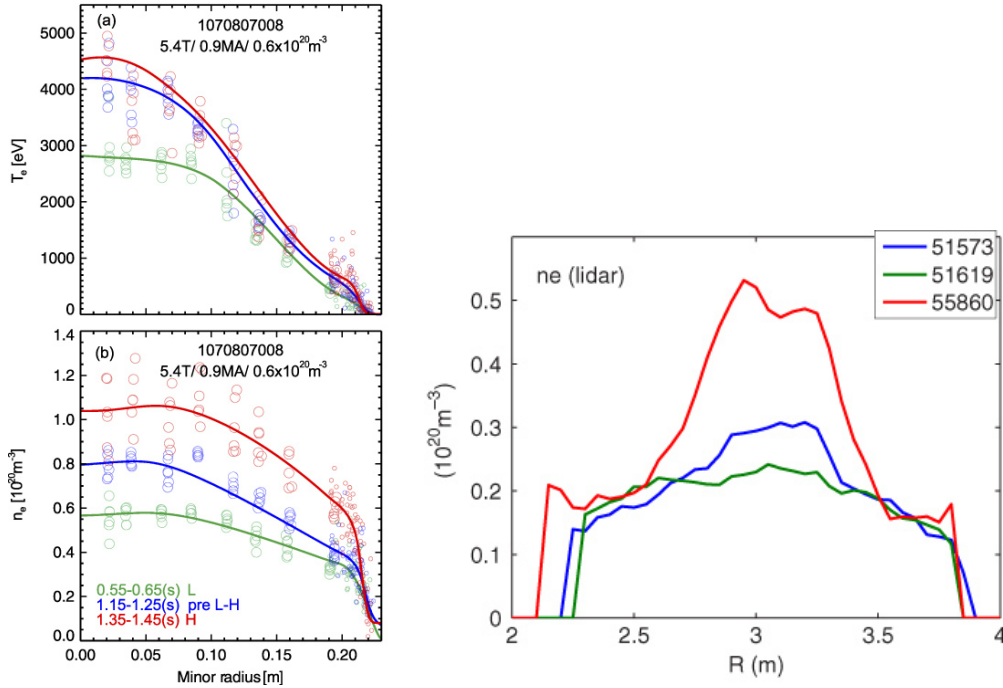 (a)
1070807008
5.4T/ 0.9MA/ 0.6x10²⁰m⁻³
Tₑ [eV]
5000
4000
3000
2000
1000
0
(b)
1070807008
5.4T/ 0.9MA/ 0.6x10²⁰m⁻³
nₑ [10²⁰m⁻³]
1.4
1.2
1.0
0.8
0.6
0.4
0.2
0.0
0.55-0.65(s) L
1.15-1.25(s) pre L-H
1.35-1.45(s) H
0.00
0.05
0.10
0.15
0.20
Minor radius[m]
ne (lidar)
51573
51619
55860
(10²⁰m⁻³)
0.5
0.4
0.3
0.2
0.1
0
2
2.5
3
3.5
4
R (m)